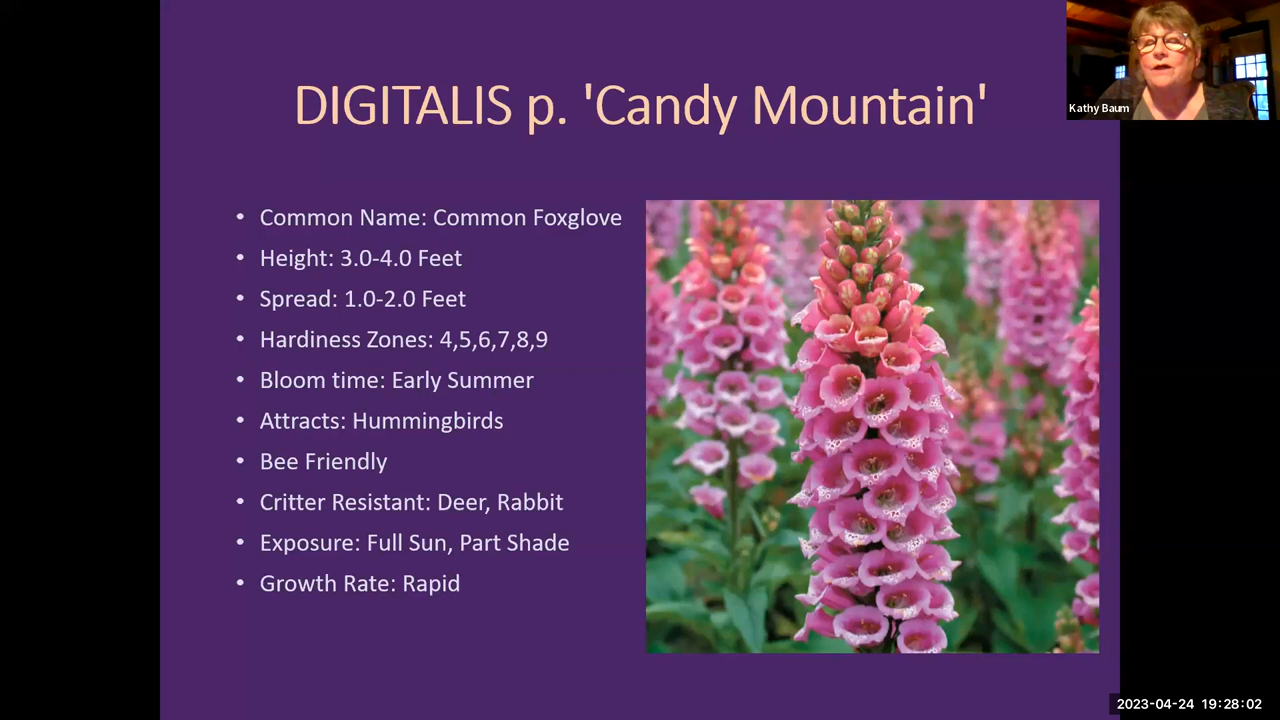 DIGITALIS p. 'Candy Mountain'
Kathy Baum
• Common Name: Common Foxglove
• Height: 3.0-4.0 Feet
• Spread: 1.0-2.0 Feet
• Hardiness Zones: 4,5,6,7,8,9
• Bloom time: Early Summer
• Attracts: Hummingbirds
• Bee Friendly
• Critter Resistant: Deer, Rabbit
• Exposure: Full Sun, Part Shade
• Growth Rate: Rapid
2023-04-24 19:28:02